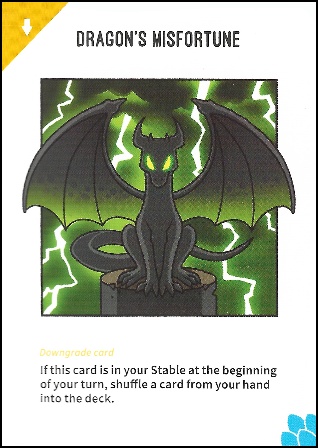 DRAGON'S MISFORTUNE
Downgrade card
If this card is in your Stable at the beginning
of your turn, shuffle a card from your hand
into the deck.